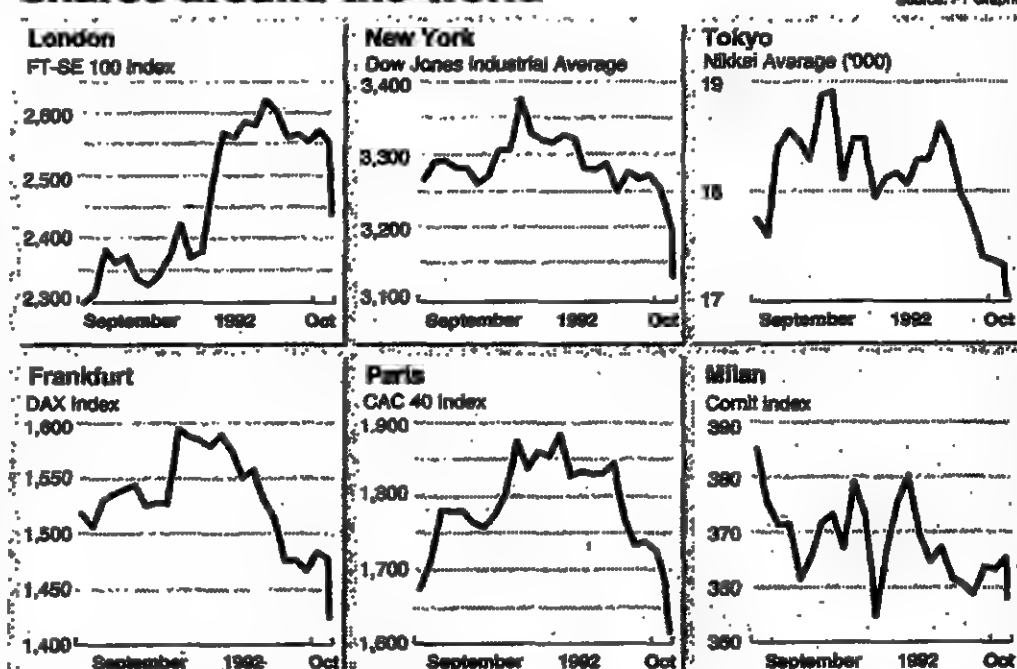 London
FT-SE 100 Index
2,600
2,500
2,400
2,300
September 1992 Oct
New York
Dow Jones Industrial Average
3,400
3,300
3,200
3,100
September 1992 Oct
Tokyo
Nikkei Average ('000)
19
18
17
September 1992 Oct
Frankfurt
DAX Index
1,600
1,550
1,500
1,450
1,400
September 1992 Oct
Paris
CAC 40 Index
1,900
1,800
1,700
1,600
September 1992 Oct
Milan
Comit Index
390
380
370
360
350
September 1992 Oct